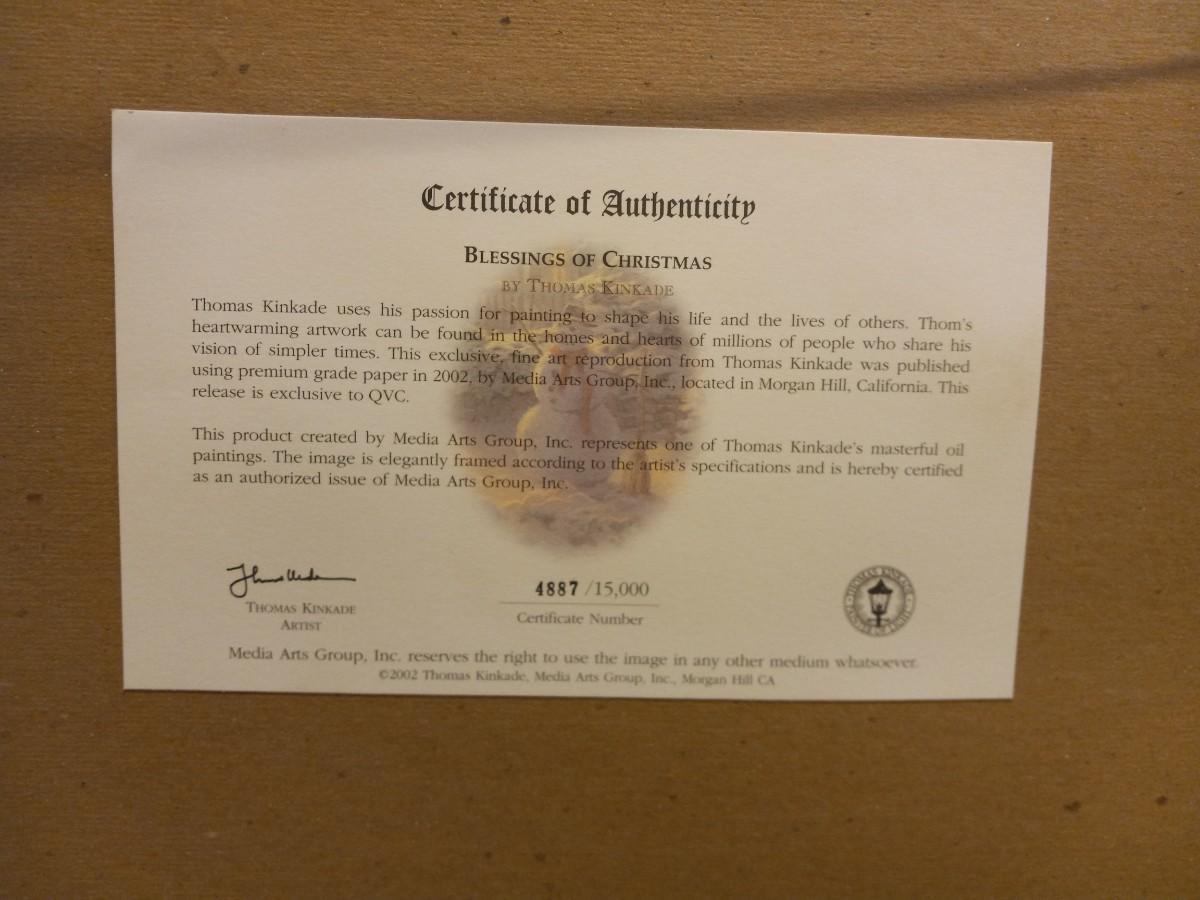 Certificate of Authenticity
BLESSINGS OF CHRISTMAS
BY THOMAS KINKADE
Thomas Kinkade uses his passion for painting to shape his life and the lives of others. Thom's
heartwarming artwork can be found in the homes and hearts of millions of people who share his
vision of simpler times. This exclusive, fine art reproduction from Thomas Kinkade was published
using premium grade paper in 2002, by Media Arts Group, Inc., located in Morgan Hill, California. This
release is exclusive to QVC.
This product created by Media Arts Group, Inc. represents one of Thomas Kinkade's masterful oil
paintings. The image is elegantly framed according to the artist's specifications and is hereby certified
as an authorized issue of Media Arts Group, Inc.
THOMAS KINKADE
ARTIST
4887 /15,000
Certificate Number
THOMAS KINKADE
PAINTER OF LIGHT
Media Arts Group, Inc. reserves the right to use the image in any other medium whatsoever.
©2002 Thomas Kinkade, Media Arts Group, Inc., Morgan Hill CA